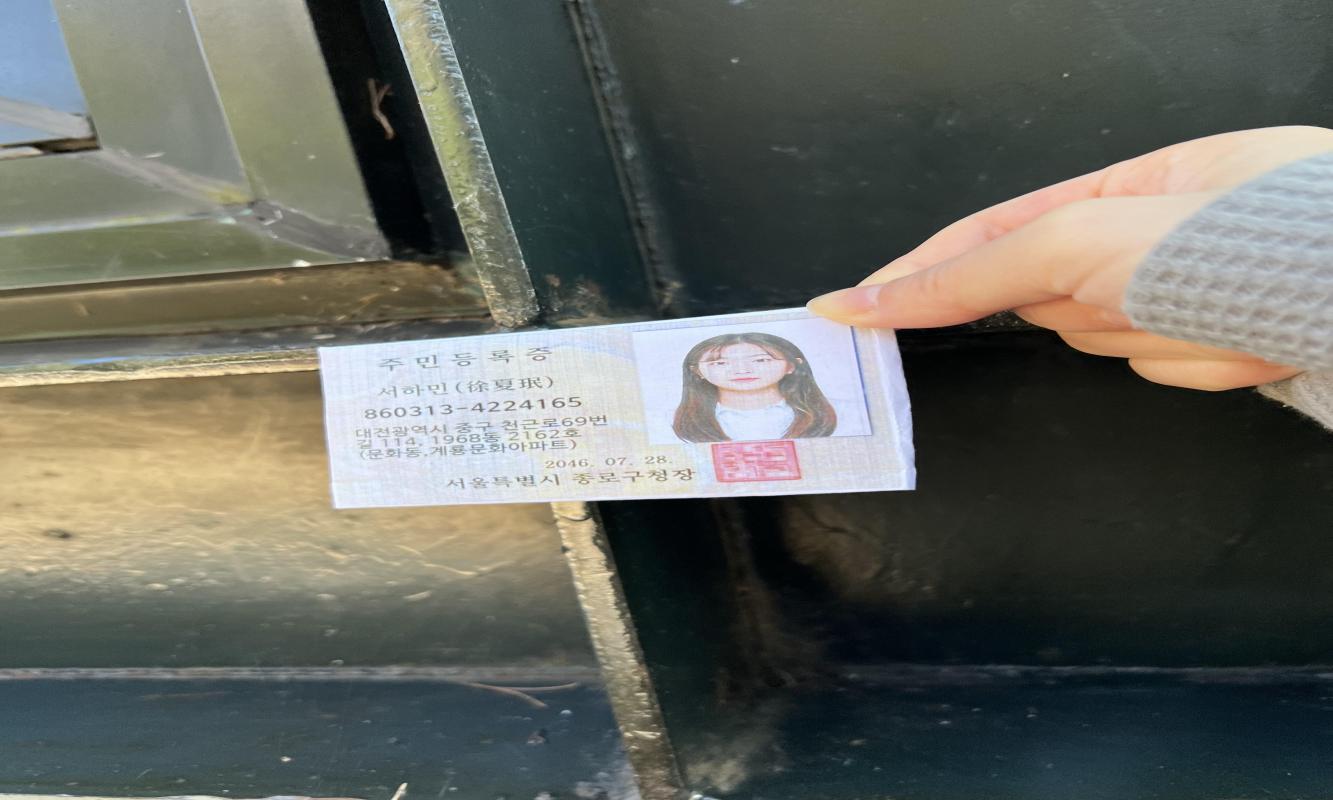 주민등록증
서하민(徐夏珉)
860313-4224165
대전광역시 중구 천근로69번
길 114, 1968동 2162호
(문화동,계룡문화아파트)
2046. 07. 28.
서울특별시 종로구청장